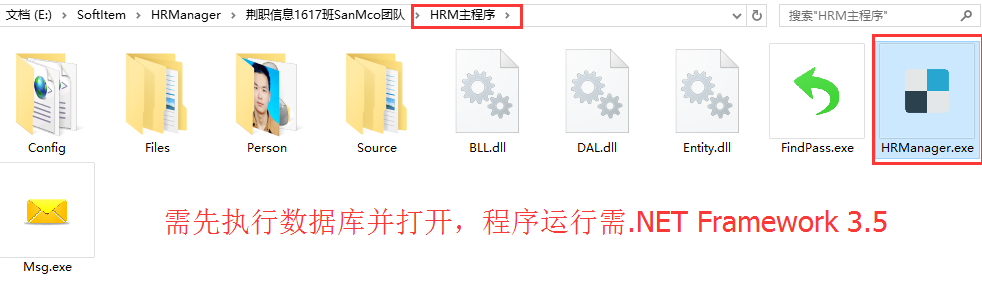 文档 (E:) › SoftItem › HRManager › 荆职信息1617班SanMco团队 › HRM主程序 ›
搜索"HRM主程序"
Config
Files
Person
Source
BLL.dll
DAL.dll
Entity.dll
FindPass.exe
HRManager.exe
Msg.exe
需先执行数据库并打开，程序运行需.NET Framework 3.5